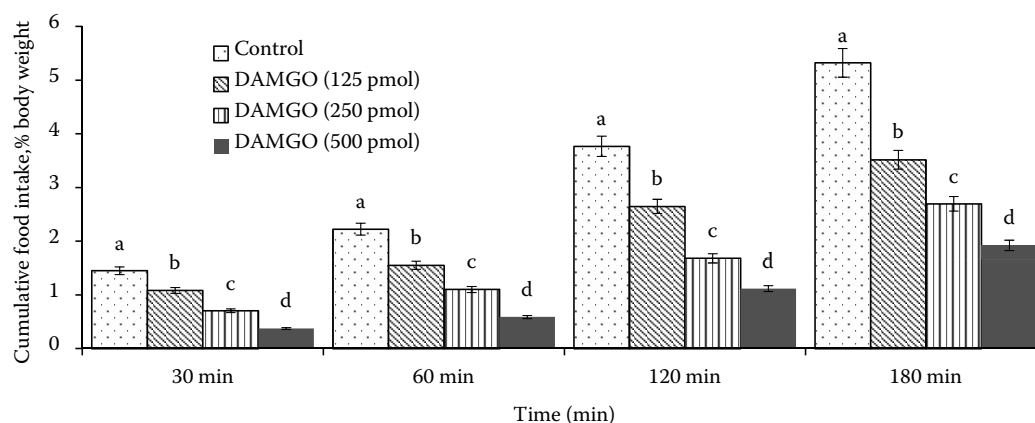 Cumulative food intake,% body weight
6
5
4
3
2
1
0
Control
DAMGO (125 pmol)
DAMGO (250 pmol)
DAMGO (500 pmol)
a
b
c
d
a
b
c
d
a
b
c
d
a
b
c
d
30 min
60 min
120 min
180 min
Time (min)